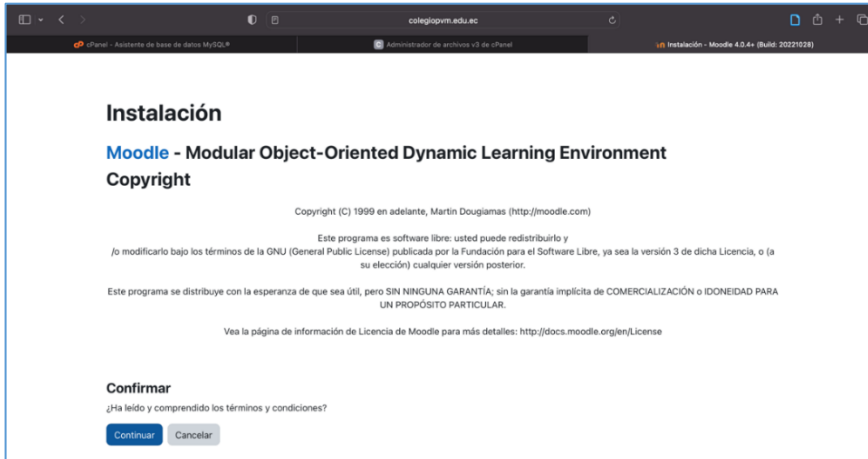 colegiopvm.edu.ec
cPanel - Asistente de base de datos MySQL®
Administrador de archivos v3 de cPanel
Instalación - Moodle 4.0.4+ (Build: 20221028)
Instalación
Moodle - Modular Object-Oriented Dynamic Learning Environment
Copyright
Copyright (C) 1999 en adelante, Martin Dougiamas (http://moodle.com)
Este programa es software libre: usted puede redistribuirlo y
/o modificarlo bajo los términos de la GNU (General Public License) publicada por la Fundación para el Software Libre, ya sea la versión 3 de dicha Licencia, o (a
su elección) cualquier versión posterior.
Este programa se distribuye con la esperanza de que sea útil, pero SIN NINGUNA GARANTÍA; sin la garantía implícita de COMERCIALIZACIÓN o IDONEIDAD PARA
UN PROPÓSITO PARTICULAR.
Vea la página de información de Licencia de Moodle para más detalles: http://docs.moodle.org/en/License
Confirmar
¿Ha leído y comprendido los términos y condiciones?
Continuar Cancelar